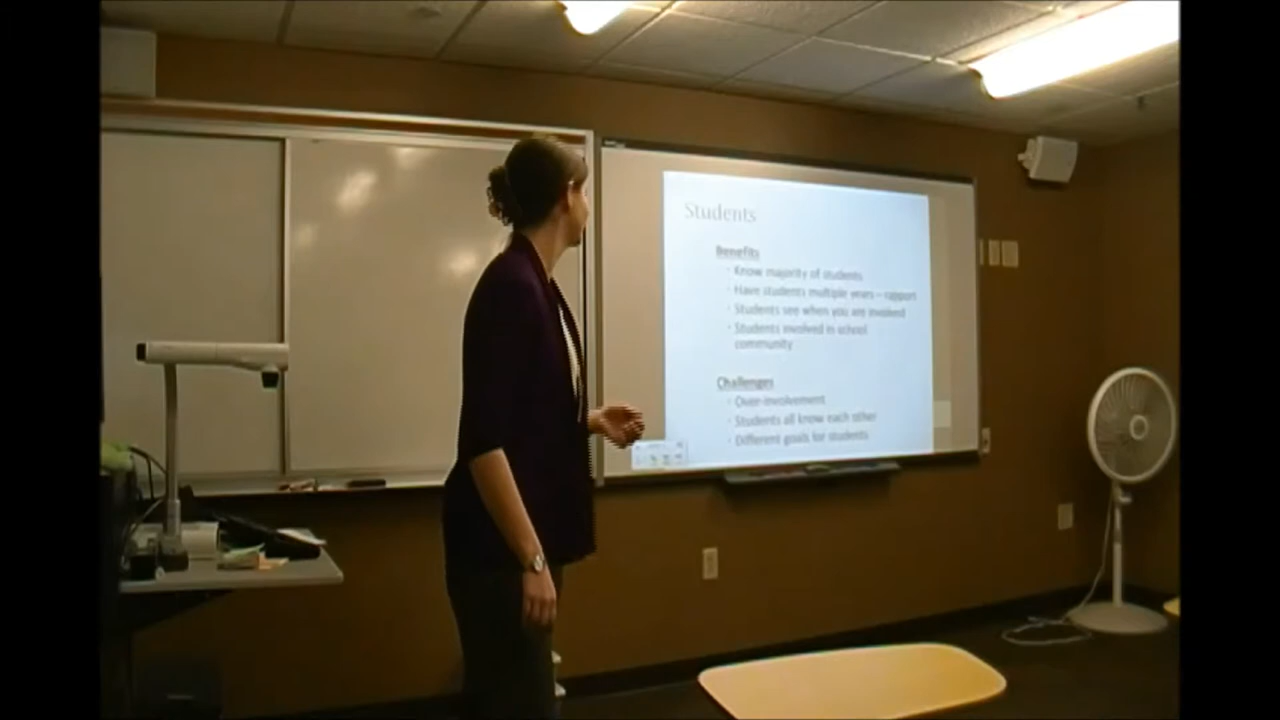 Students
Benefits
Know majority of students
Have students multiple years – rapport
Students see when you are involved
Students involved in school
community
Challenges
Over-involvement
Students all know each other
Different goals for students